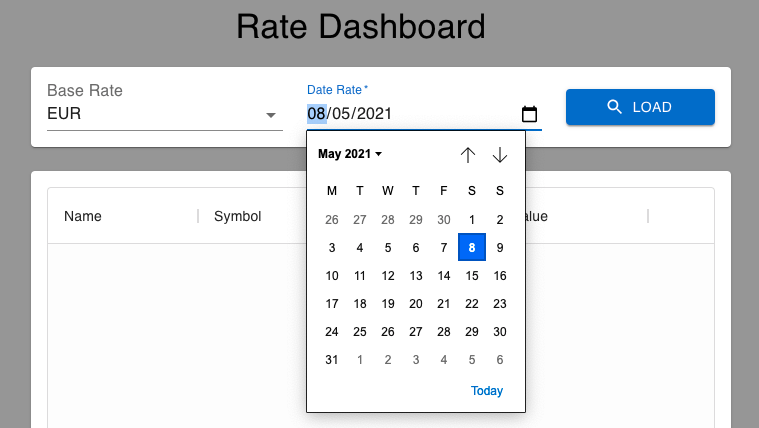 Rate Dashboard
Base Rate
EUR
Date Rate *
08/05/2021
LOAD
May 2021
M T W T F S S
26 27 28 29 30 1 2
3 4 5 6 7 8 9
10 11 12 13 14 15 16
17 18 19 20 21 22 23
24 25 26 27 28 29 30
31 1 2 3 4 5 6
Today
Name
Symbol
alue